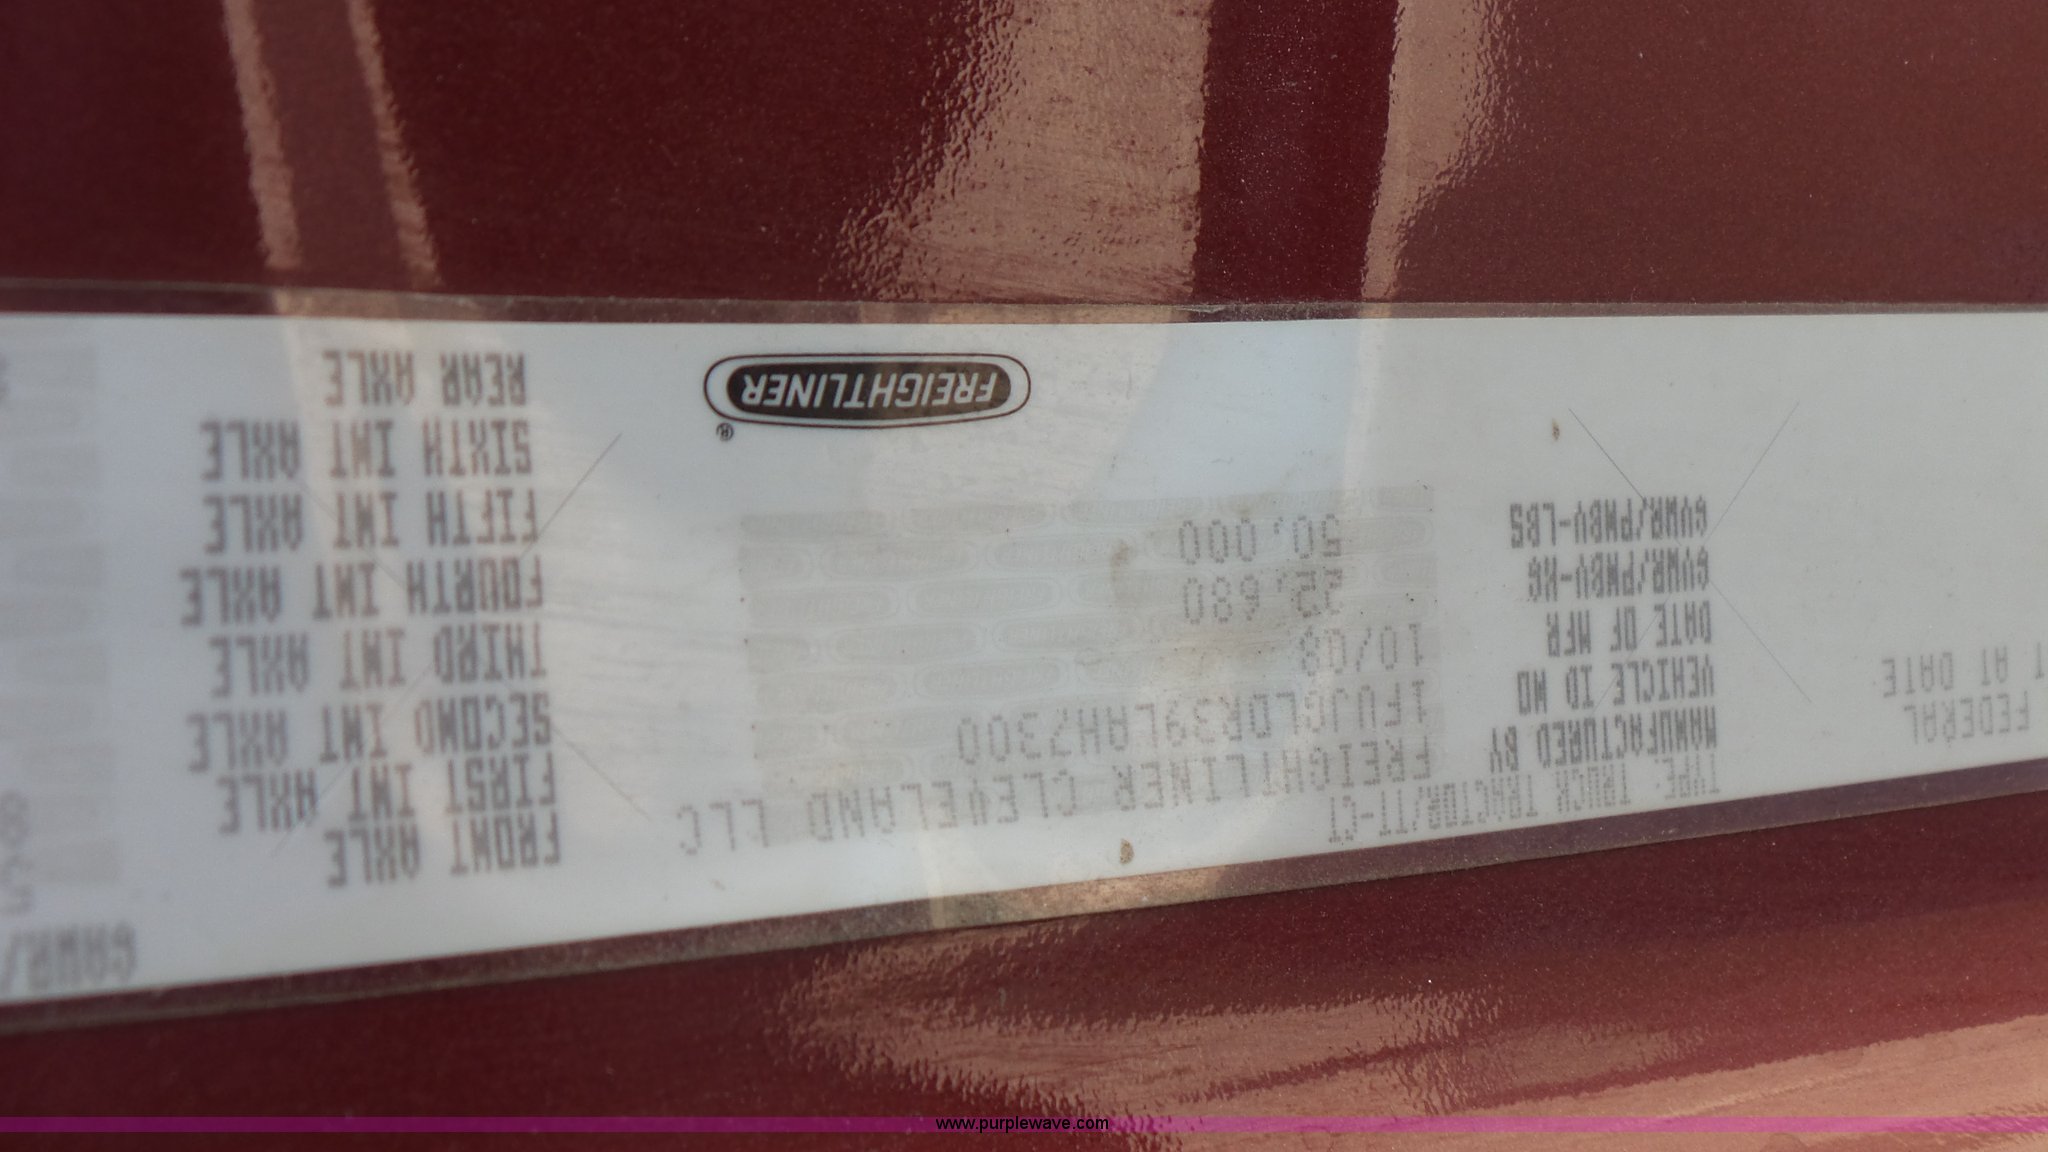 FEDERAL
T AT DATE
TYPE: TRUCK TRACTOR/TT-CT
MANUFACTURED BY FREIGHTLINER CLEVELAND LLC
VEHICLE ID NO
DATE OF MFR 10/08
GVWR/PNBV-KG 22,680
GVWR/PNBV-LBS 50,000
FREIGHTLINER®
GAWR/
FRONT AXLE
FIRST INT AXLE
SECOND INT AXLE
THIRD INT AXLE
FOURTH INT AXLE
FIFTH INT AXLE
SIXTH INT AXLE
REAR AXLE
www.purplewave.com